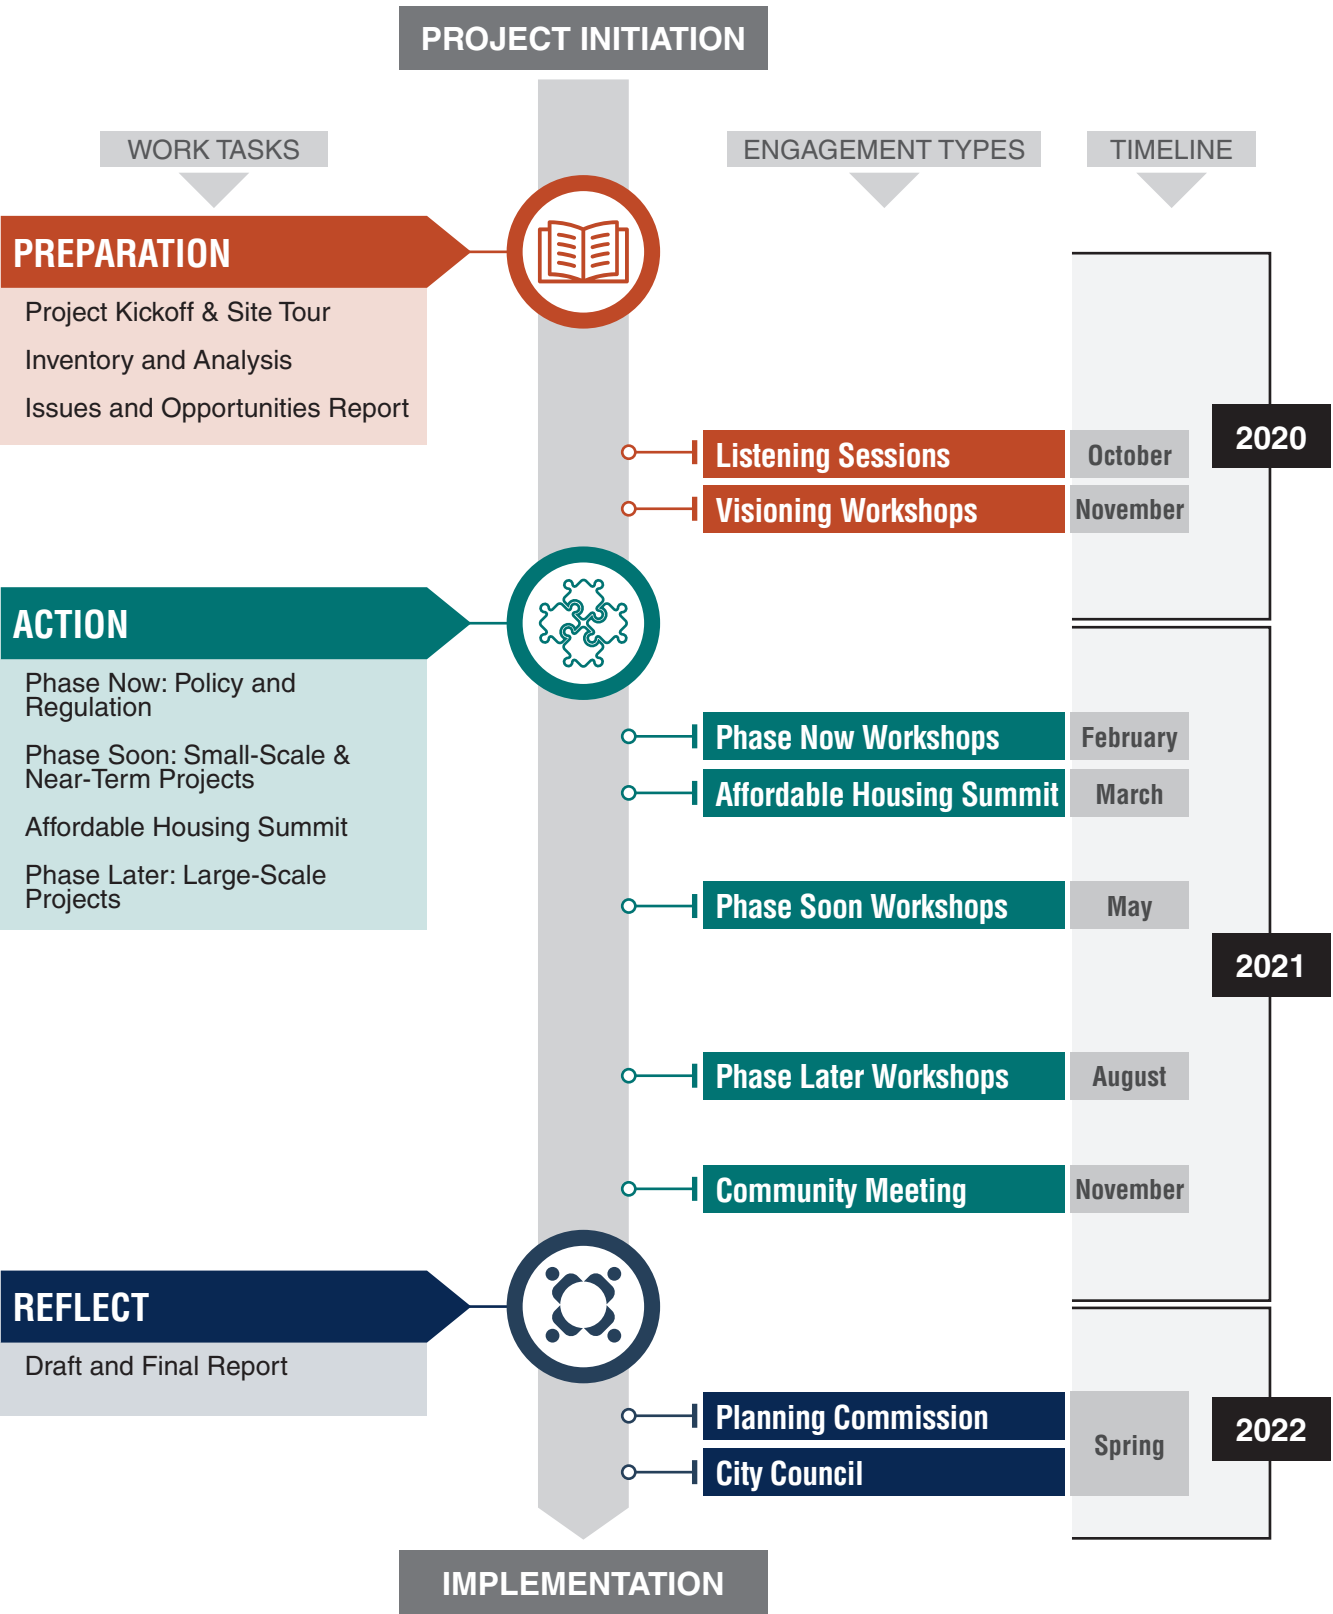 PROJECT INITIATION
WORK TASKS
ENGAGEMENT TYPES
TIMELINE
PREPARATION
Project Kickoff & Site Tour
Inventory and Analysis
Issues and Opportunities Report
Listening Sessions
October
2020
Visioning Workshops
November
ACTION
Phase Now: Policy and
Regulation
Phase Soon: Small-Scale &
Near-Term Projects
Affordable Housing Summit
Phase Later: Large-Scale
Projects
Phase Now Workshops
February
Affordable Housing Summit
March
Phase Soon Workshops
May
2021
Phase Later Workshops
August
Community Meeting
November
REFLECT
Draft and Final Report
Planning Commission
City Council
Spring
2022
IMPLEMENTATION